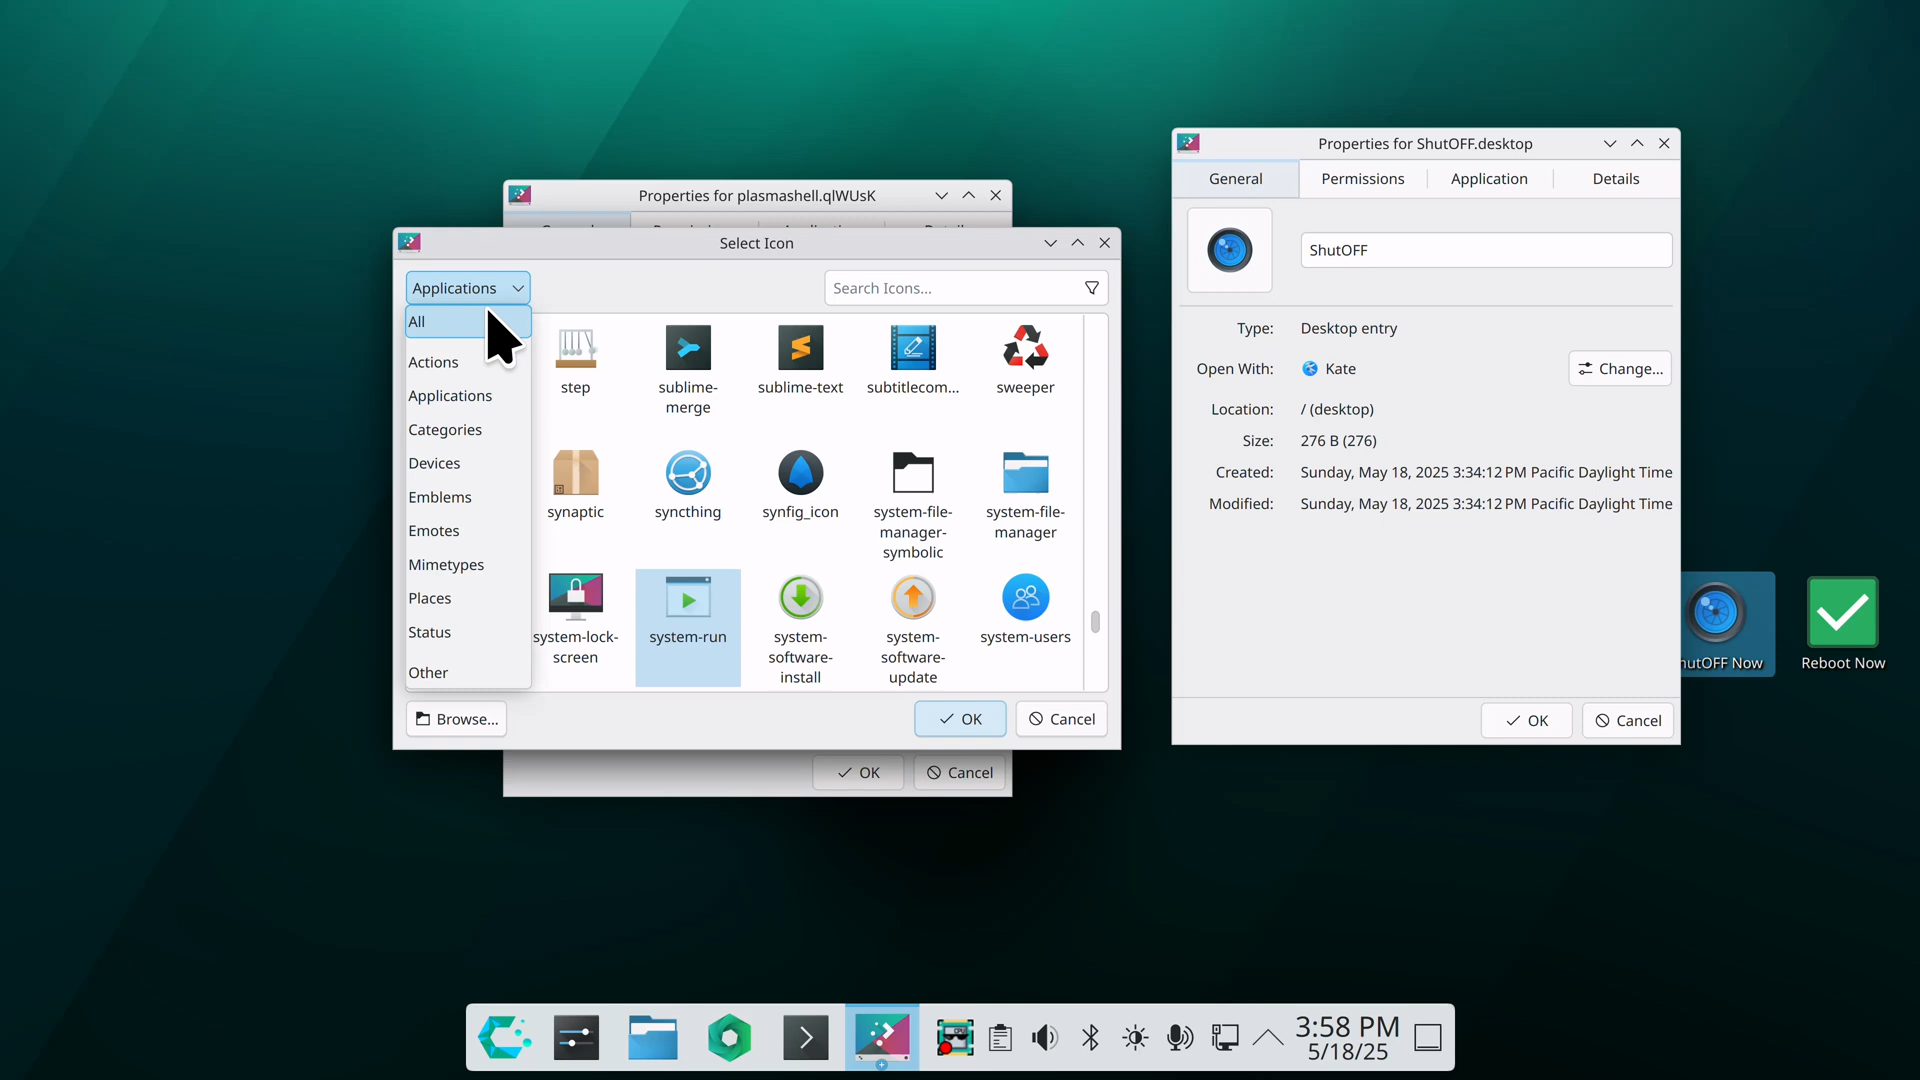 Properties for ShutOFF.desktop
General
Permissions
Application
Details
ShutOFF
Type:
Desktop entry
Open With:
Kate
Change...
Location:
/ (desktop)
Size:
276 B (276)
Created:
Sunday, May 18, 2025 3:34:12 PM Pacific Daylight Time
Modified:
Sunday, May 18, 2025 3:34:12 PM Pacific Daylight Time
OK
Cancel
Properties for plasmashell.qlWUsK
Select Icon
Applications
Search Icons...
All
Actions
Applications
Categories
Devices
Emblems
Emotes
Mimetypes
Places
Status
Other
step
sublime-
merge
sublime-text
subtitlecom...
sweeper
synaptic
syncthing
synfig_icon
system-file-
manager-
symbolic
system-file-
manager
system-lock-
screen
system-run
system-
software-
install
system-
software-
update
system-users
Browse...
OK
Cancel
OK
Cancel
Now
Reboot Now
3:58 PM
5/18/25